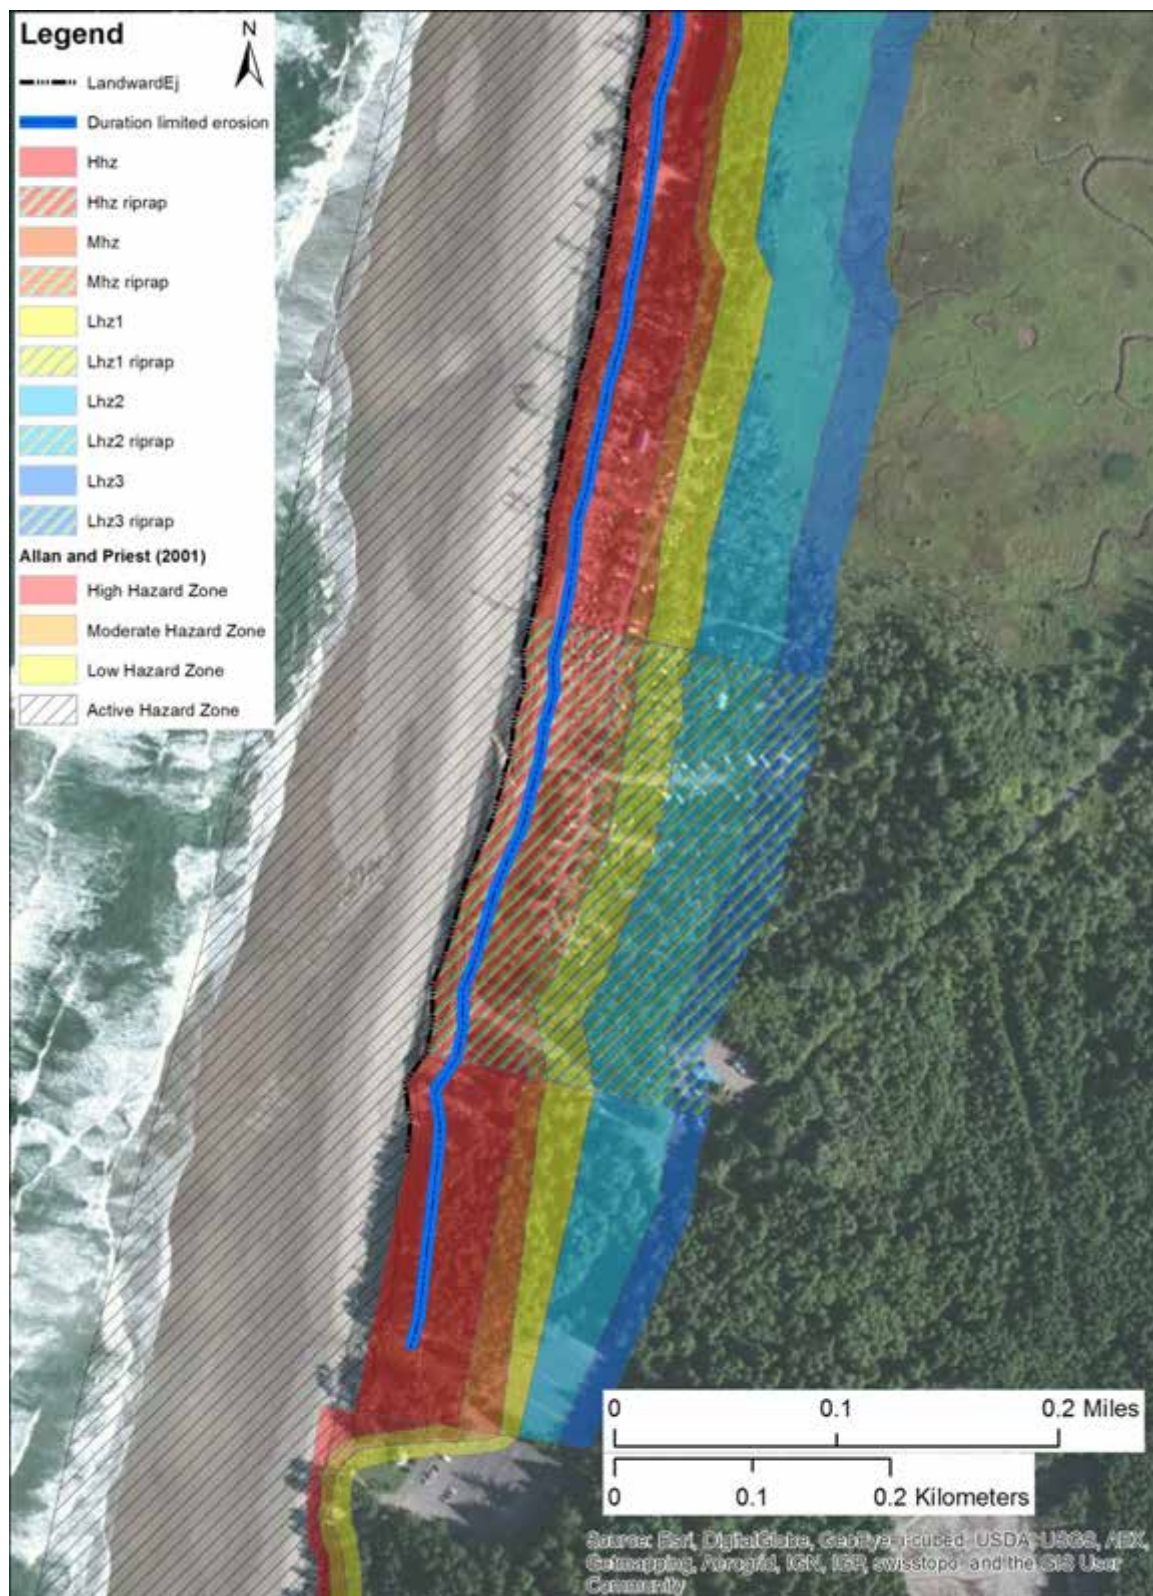 Legend
N
LandwardEj
Duration limited erosion
Hhz
Hhz riprap
Mhz
Mhz riprap
Lhz1
Lhz1 riprap
Lhz2
Lhz2 riprap
Lhz3
Lhz3 riprap
Allan and Priest (2001)
High Hazard Zone
Moderate Hazard Zone
Low Hazard Zone
Active Hazard Zone
0 0.1 0.2 Miles
0 0.1 0.2 Kilometers
Source: Esri, DigitalGlobe, GeoEye, i-cubed, USDA, USGS, AEX,
Getmapping, Aerogrid, IGN, IGP, swisstopo, and the GIS User
Community